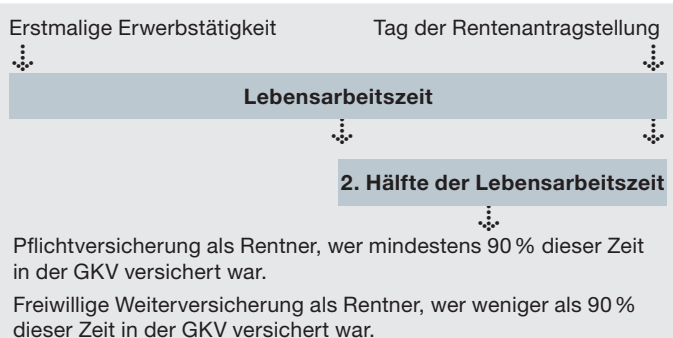 Erstmalige Erwerbstätigkeit
Tag der Rentenantragstellung
Lebensarbeitszeit
2. Hälfte der Lebensarbeitszeit
Pflichtversicherung als Rentner, wer mindestens 90 % dieser Zeit
in der GKV versichert war.
Freiwillige Weiterversicherung als Rentner, wer weniger als 90 %
dieser Zeit in der GKV versichert war.